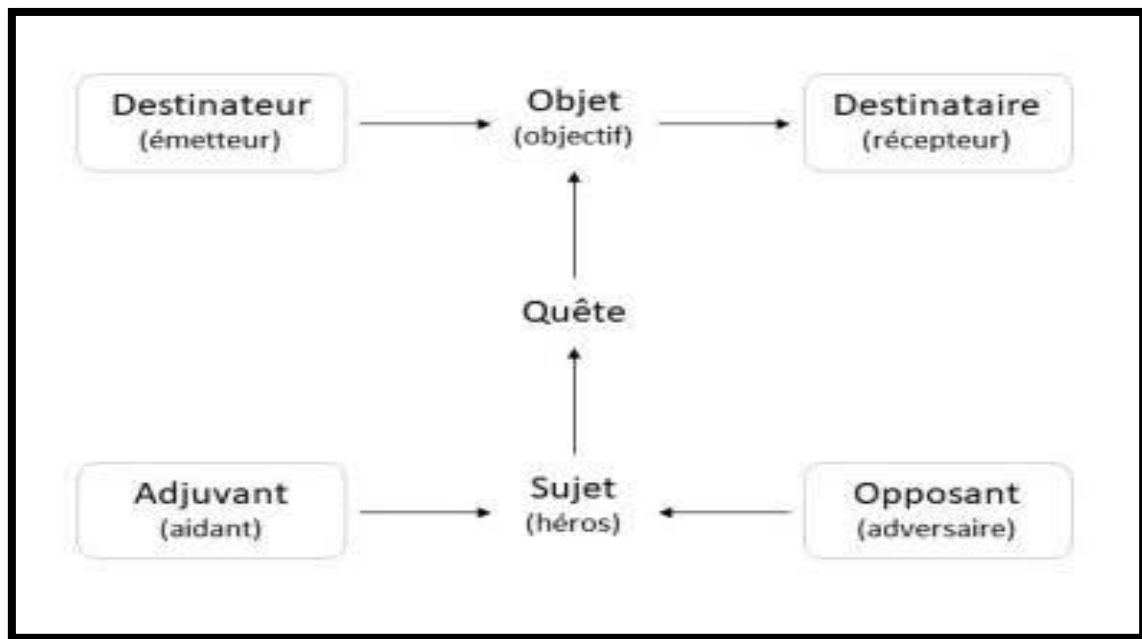 Destinateur
(émetteur)
Objet
(objectif)
Destinataire
(récepteur)
Quête
Adjuvant
(aidant)
Sujet
(héros)
Opposant
(adversaire)